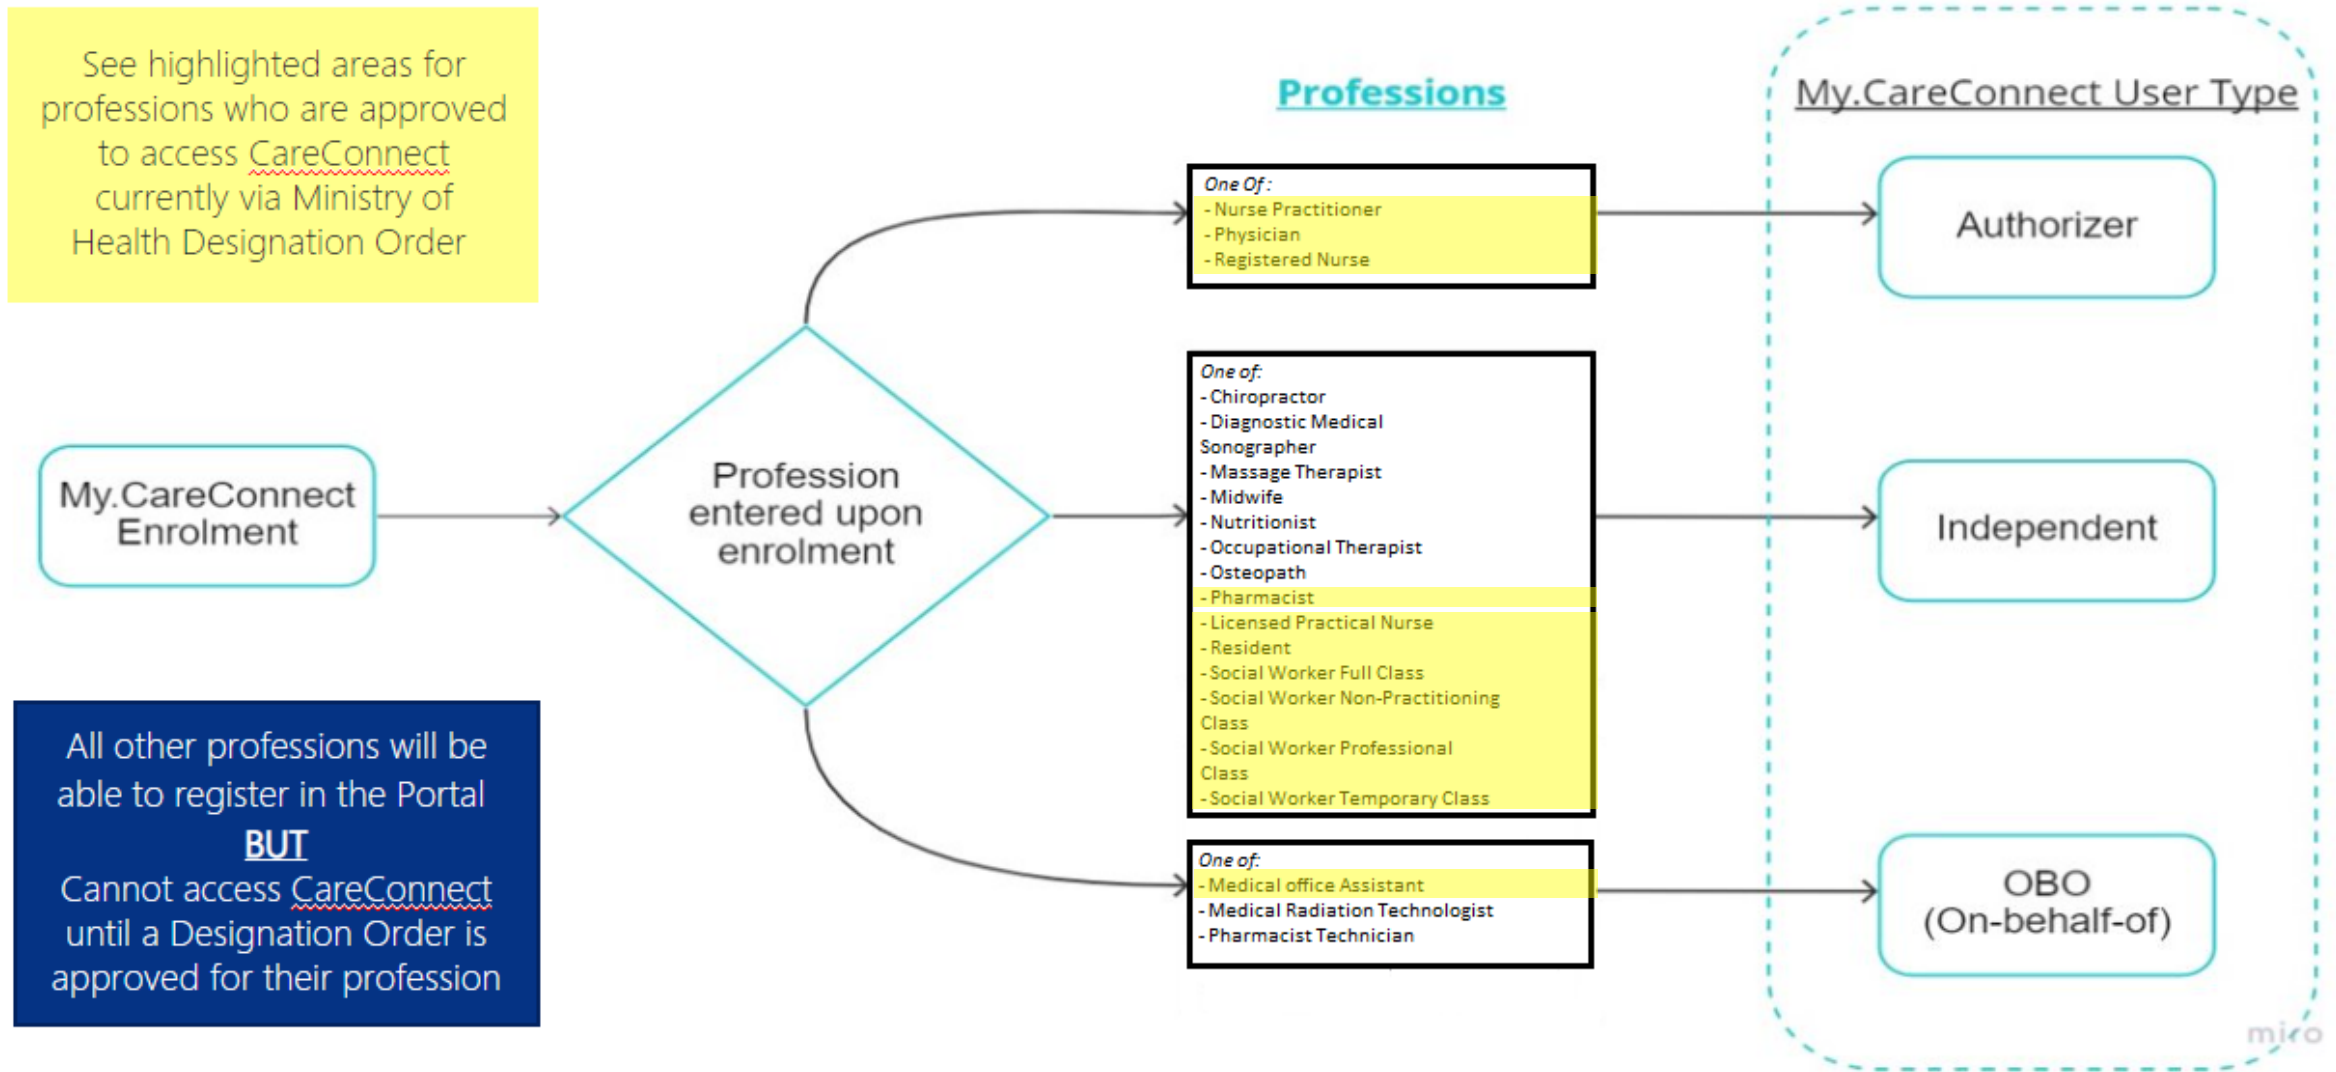 See highlighted areas for
professions who are approved
to access CareConnect
currently via Ministry of
Health Designation Order
My.CareConnect
Enrolment
All other professions will be
able to register in the Portal
BUT
Cannot access CareConnect
until a Designation Order is
approved for their profession
Profession
entered upon
enrolment
Professions
One Of :
- Nurse Practitioner
- Physician
- Registered Nurse
One of:
- Chiropractor
- Diagnostic Medical
Sonographer
- Massage Therapist
- Midwife
- Nutritionist
- Occupational Therapist
- Osteopath
- Pharmacist
- Licensed Practical Nurse
- Resident
- Social Worker Full Class
- Social Worker Non-Practitioning
Class
- Social Worker Professional
Class
- Social Worker Temporary Class
One of:
- Medical office Assistant
- Medical Radiation Technologist
- Pharmacist Technician
My.CareConnect User Type
Authorizer
Independent
OBO
(On-behalf-of)
miro